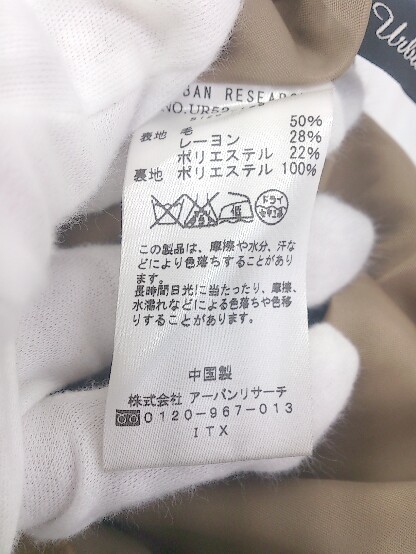 Urba
BAN RESEARC
NO.UR52
表地 毛 50%
レーヨン 28%
ポリエステル 22%
裏地 ポリエステル 100%
低 ドライ
この製品は、摩擦や水分、汗な
どにより色落ちすることがあり
ます。
長時間日光に当たったり、摩擦、
水濡れなどによる色落ちや色移
りすることがあります。
中国製
株式会社 アーバンリサーチ
0120-967-013
ITX